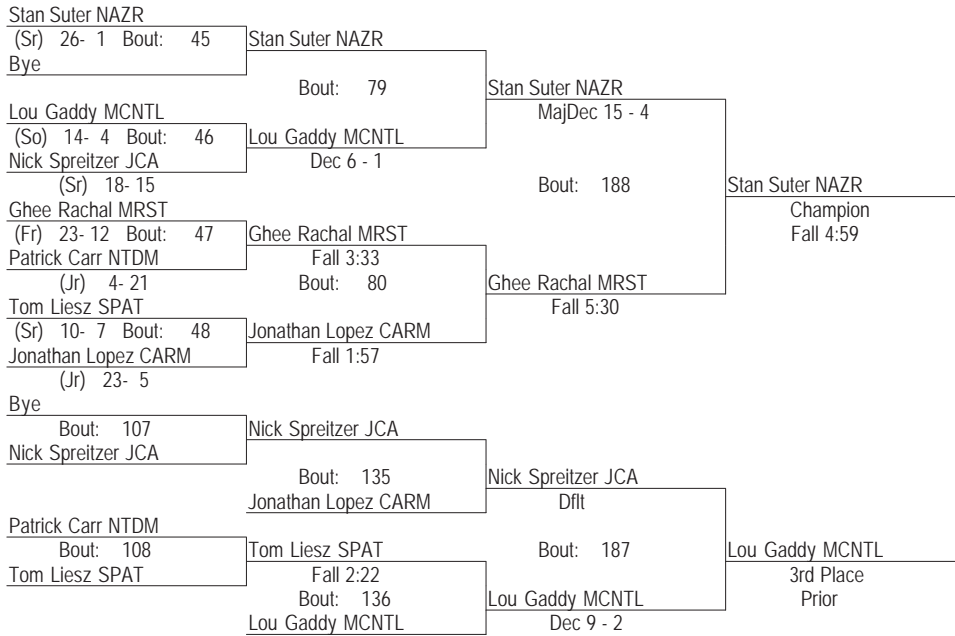 Stan Suter NAZR
(Sr) 26- 1 Bout: 45
Bye
Stan Suter NAZR
Bout: 79
Stan Suter NAZR
MajDec 15 - 4
Lou Gaddy MCNTL
(So) 14- 4 Bout: 46
Nick Spreitzer JCA
(Sr) 18- 15
Lou Gaddy MCNTL
Dec 6 - 1
Bout: 188
Stan Suter NAZR
Champion
Fall 4:59
Ghee Rachal MRST
(Fr) 23- 12 Bout: 47
Patrick Carr NTDM
(Jr) 4- 21
Ghee Rachal MRST
Fall 3:33
Bout: 80
Ghee Rachal MRST
Fall 5:30
Tom Liesz SPAT
(Sr) 10- 7 Bout: 48
Jonathan Lopez CARM
(Jr) 23- 5
Jonathan Lopez CARM
Fall 1:57
Bye
Bout: 107
Nick Spreitzer JCA
Nick Spreitzer JCA
Bout: 135
Jonathan Lopez CARM
Nick Spreitzer JCA
Dflt
Patrick Carr NTDM
Bout: 108
Tom Liesz SPAT
Tom Liesz SPAT
Fall 2:22
Bout: 136
Lou Gaddy MCNTL
Bout: 187
Lou Gaddy MCNTL
Dec 9 - 2
Lou Gaddy MCNTL
3rd Place
Prior